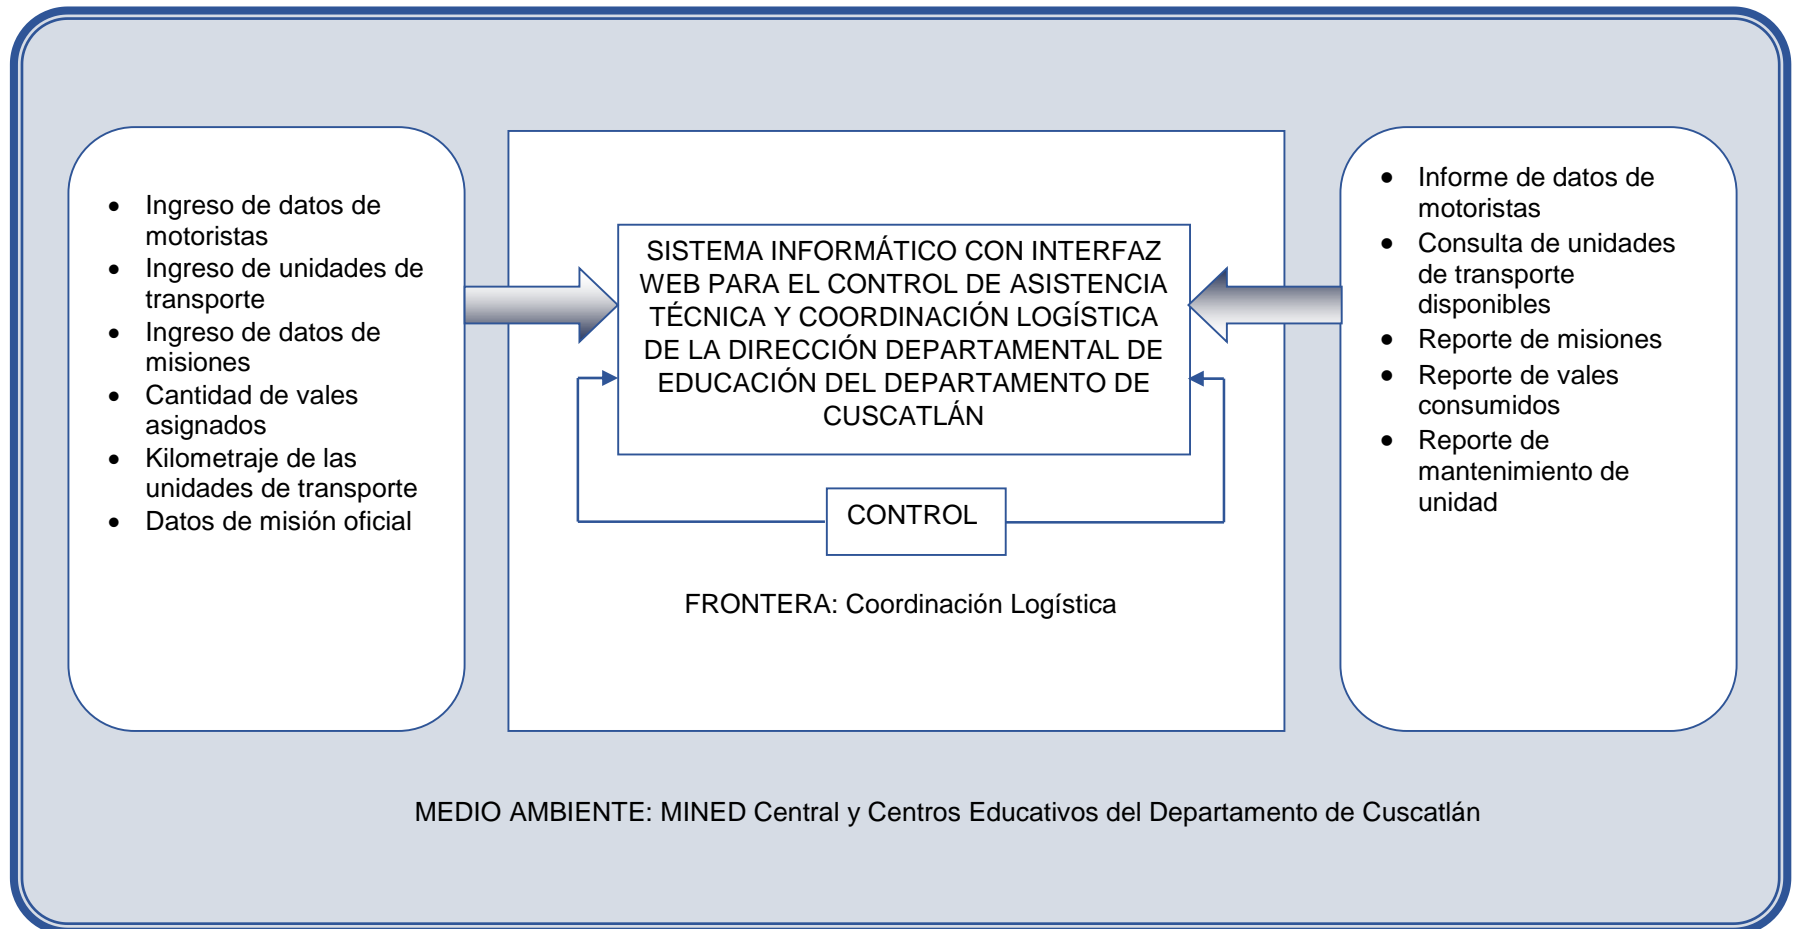 • Ingreso de datos de
motoristas
• Ingreso de unidades de
transporte
• Ingreso de datos de
misiones
• Cantidad de vales
asignados
• Kilometraje de las
unidades de transporte
• Datos de misión oficial
SISTEMA INFORMÁTICO CON INTERFAZ
WEB PARA EL CONTROL DE ASISTENCIA
TÉCNICA Y COORDINACIÓN LOGÍSTICA
DE LA DIRECCIÓN DEPARTAMENTAL DE
EDUCACIÓN DEL DEPARTAMENTO DE
CUSCATLÁN
CONTROL
FRONTERA: Coordinación Logística
• Informe de datos de
motoristas
• Consulta de unidades
de transporte
disponibles
• Reporte de misiones
• Reporte de vales
consumidos
• Reporte de
mantenimiento de
unidad
MEDIO AMBIENTE: MINED Central y Centros Educativos del Departamento de Cuscatlán